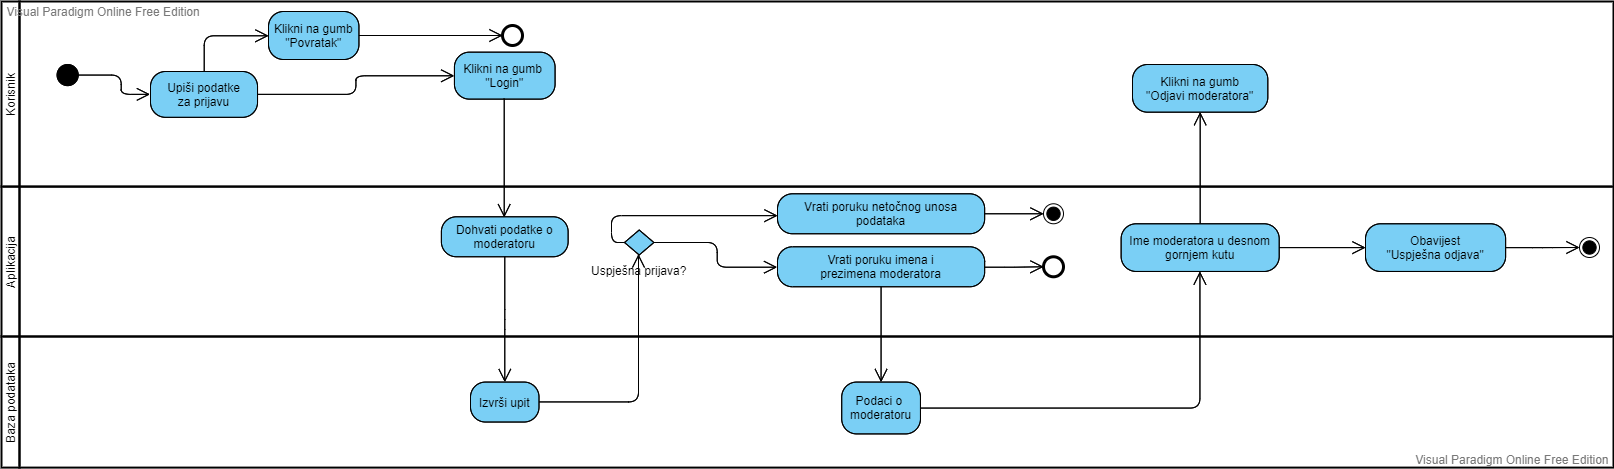 Visual Paradigm Online Free Edition
Korisnik
Klikni na gumb
"Povratak"
Upiši podatke
za prijavu
Klikni na gumb
"Login"
Klikni na gumb
"Odjavi moderatora"
Aplikacija
Dohvati podatke o
moderatoru
Uspješna prijava?
Vrati poruku netočnog unosa
podataka
Vrati poruku imena i
prezimena moderatora
Ime moderatora u desnom
gornjem kutu
Obavijest
"Uspješna odjava"
Baza podataka
Izvrši upit
Podaci o
moderatoru
Visual Paradigm Online Free Edition